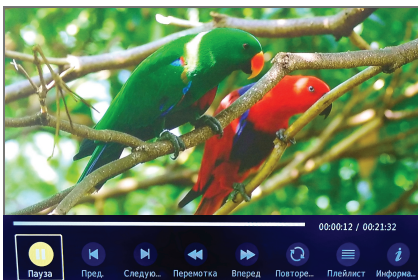 00:00:12 / 00:21:32
Пауза
Пред.
Следую...
Перемотка
Вперед
Повторе...
Плейлист
Информа...